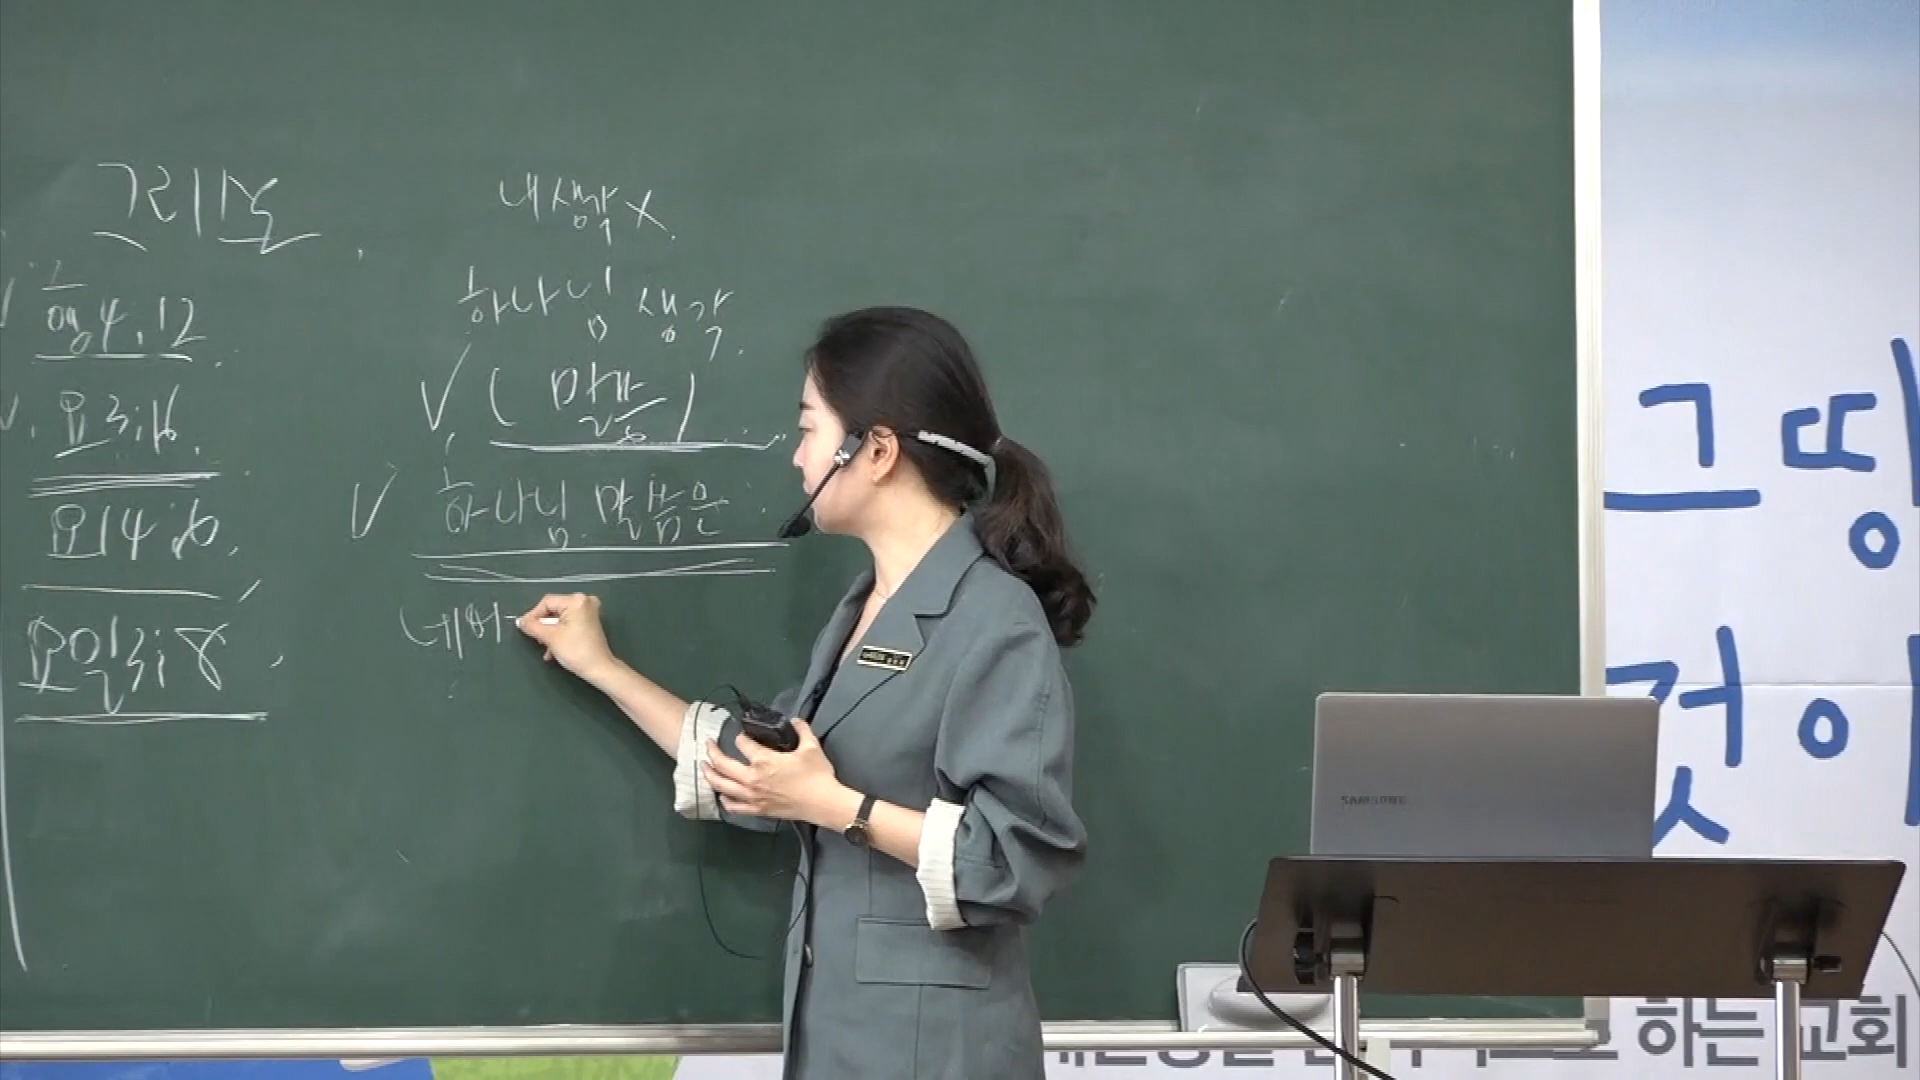 그리스도
행4:12
요3:16
요14:6
요일3:8
내생각 X
하나님 생각
(말씀)
하나님 말씀은
네비
SAMSUNG
그 땅
것이
하는 교회